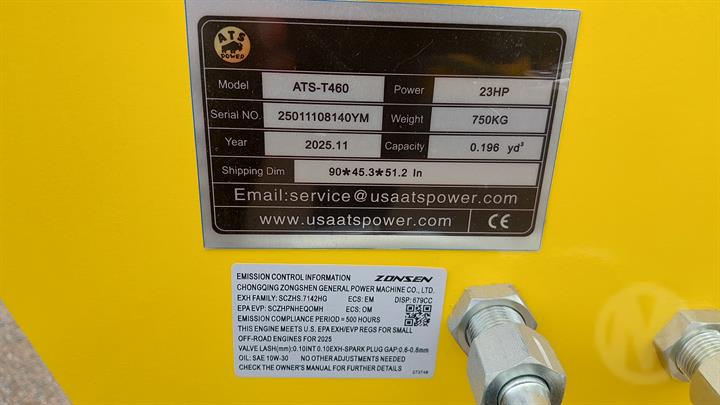 ATS
POWER
Model ATS-T460 Power 23HP
Serial NO. 25011108140YM Weight 750KG
Year 2025.11 Capacity 0.196 yd³
Shipping Dim 90*45.3*51.2 In
Email:service@usaatspower.com
www.usaatspower.com CE
EMISSION CONTROL INFORMATION ZONSEN
CHONGQING ZONGSHEN GENERAL POWER MACHINE CO., LTD.
EXH FAMILY: SCZHS.7142HG ECS: EM DISP: 679CC
EPA EVP: SCZHPNHEQOMH ECS: OM
EMISSION COMPLIANCE PERIOD = 500 HOURS
THIS ENGINE MEETS U.S. EPA EXH/EVP REGS FOR SMALL
OFF-ROAD ENGINES FOR 2025
VALVE LASH(mm):0.10INT 0.10EXH-SPARK PLUG GAP:0.6-0.8mm
OIL: SAE 10W-30 NO OTHER ADJUSTMENTS NEEDED
CHECK THE OWNER'S MANUAL FOR FURTHER DETAILS